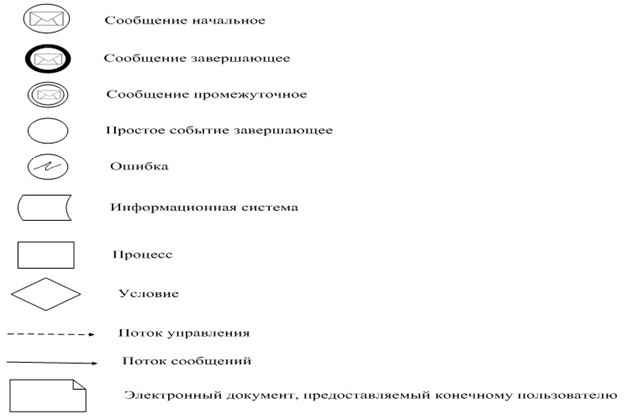 Сообщение начальное
Сообщение завершающее
Сообщение промежуточное
Простое событие завершающее
Ошибка
Информационная система
Процесс
Условие
Поток управления
Поток сообщений
Электронный документ, предоставляемый конечному пользователю